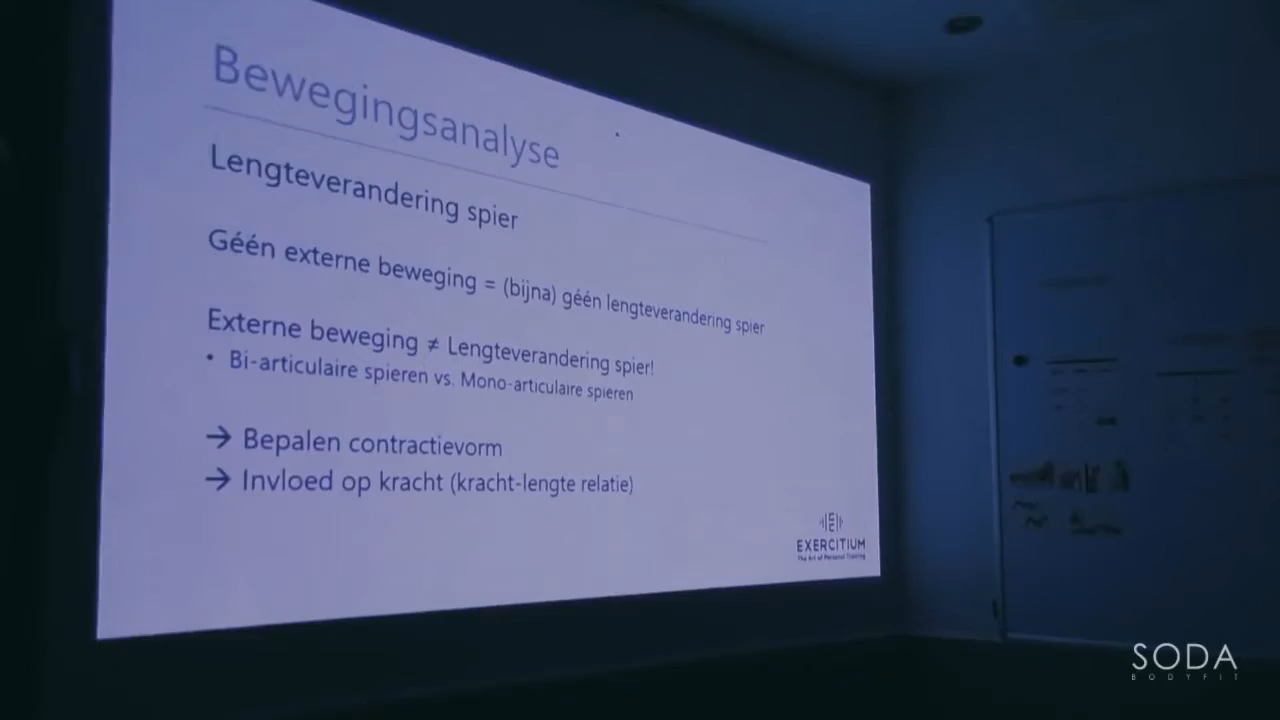 Bewegingsanalyse
Lengteverandering spier
Géén externe beweging = (bijna) géén lengteverandering spier
Externe beweging ≠ Lengteverandering spier!
• Bi-articulaire spieren vs. Mono-articulaire spieren
→ Bepalen contractievorm
→ Invloed op kracht (kracht-lengte relatie)
EXERCITIUM
The Art of Personal Training
SODA
BODYFIT